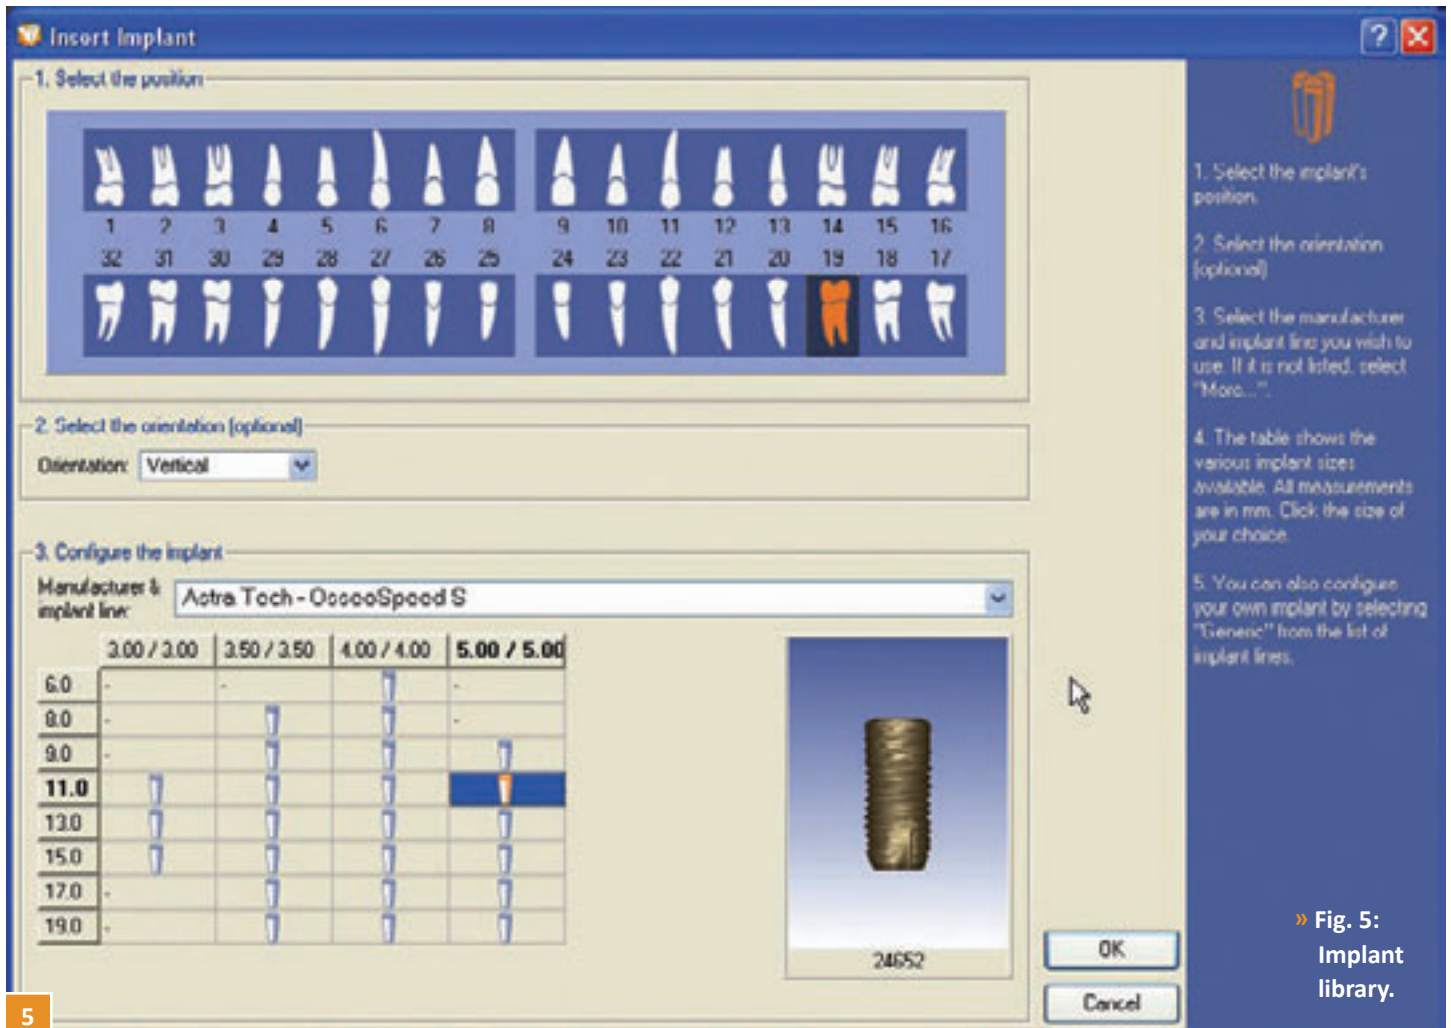 Insert Implant
1. Select the position
1 2 3 4 5 6 7 8 9 10 11 12 13 14 15 16
32 31 30 29 28 27 26 25 24 23 22 21 20 19 18 17
2. Select the orientation (optional)
Orientation: Vertical
3. Configure the implant
Manufacturer &
implant line:
Astra Tech - OsseoSpeed S
3.00 / 3.00 3.50 / 3.50 4.00 / 4.00 5.00 / 5.00
6.0 - - -
8.0 - -
9.0 -
11.0
13.0
15.0
17.0 -
19.0 -
24652
OK
Cancel
?
1. Select the implant's
position.
2. Select the orientation
(optional)
3. Select the manufacturer
and implant line you wish to
use. If it is not listed, select
"More...".
4. The table shows the
various implant sizes
available. All measurements
are in mm. Click the size of
your choice.
5. You can also configure
your own implant by selecting
"Generic" from the list of
implant lines.
» Fig. 5:
Implant
library.
5